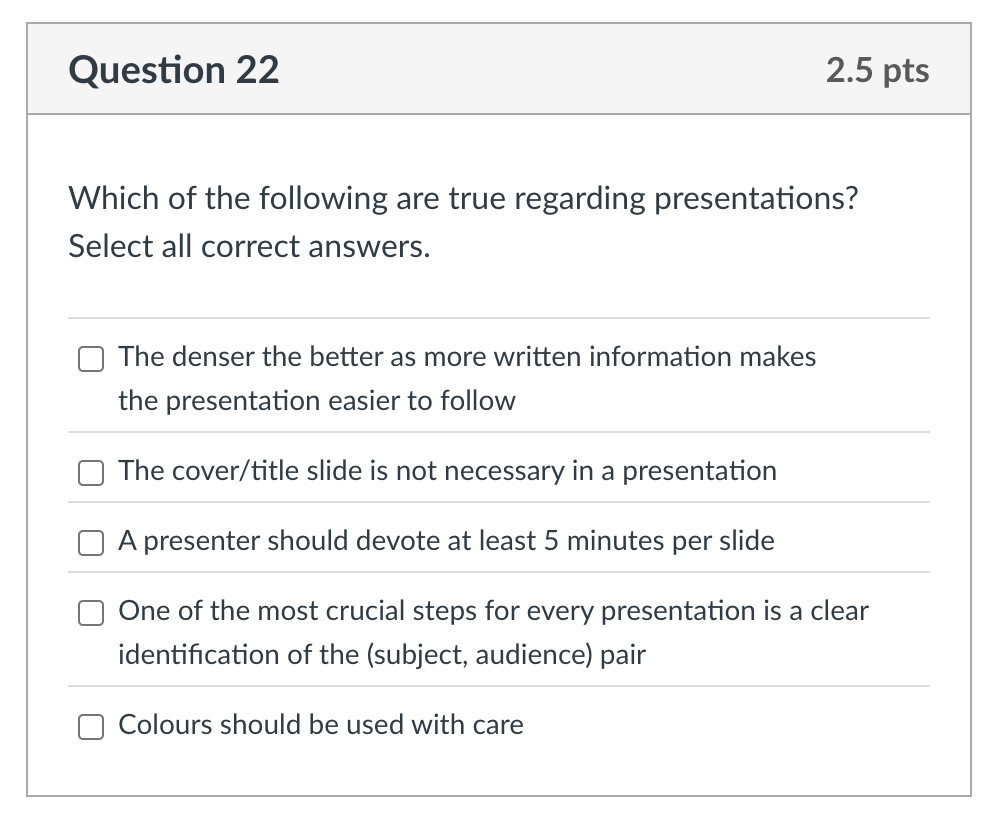 Question 22
2.5 pts
Which of the following are true regarding presentations?
Select all correct answers.
The denser the better as more written information makes
the presentation easier to follow
The cover/title slide is not necessary in a presentation
A presenter should devote at least 5 minutes per slide
One of the most crucial steps for every presentation is a clear
identification of the (subject, audience) pair
Colours should be used with care